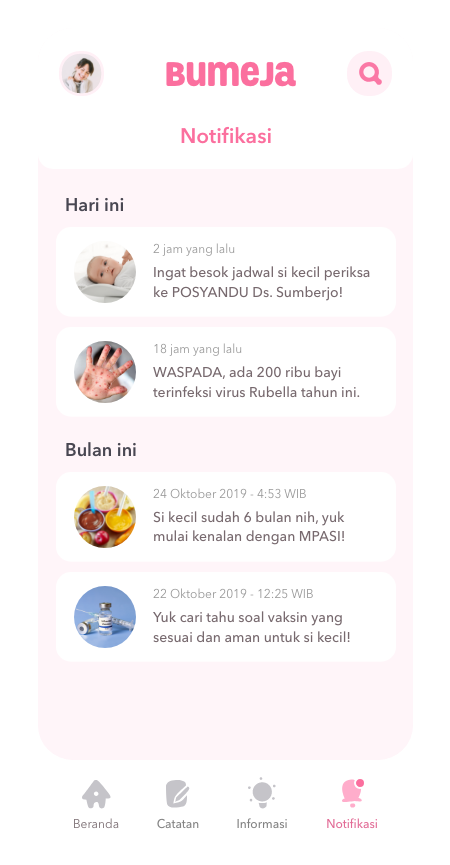 BUMEJA
Notifikasi
Hari ini
2 jam yang lalu
Ingat besok jadwal si kecil periksa
ke POSYANDU Ds. Sumberjo!
18 jam yang lalu
WASPADA, ada 200 ribu bayi
terinfeksi virus Rubella tahun ini.
Bulan ini
24 Oktober 2019 - 4:53 WIB
Si kecil sudah 6 bulan nih, yuk
mulai kenalan dengan MPASI!
22 Oktober 2019 - 12:25 WIB
Yuk cari tahu soal vaksin yang
sesuai dan aman untuk si kecil!
Beranda
Catatan
Informasi
Notifikasi